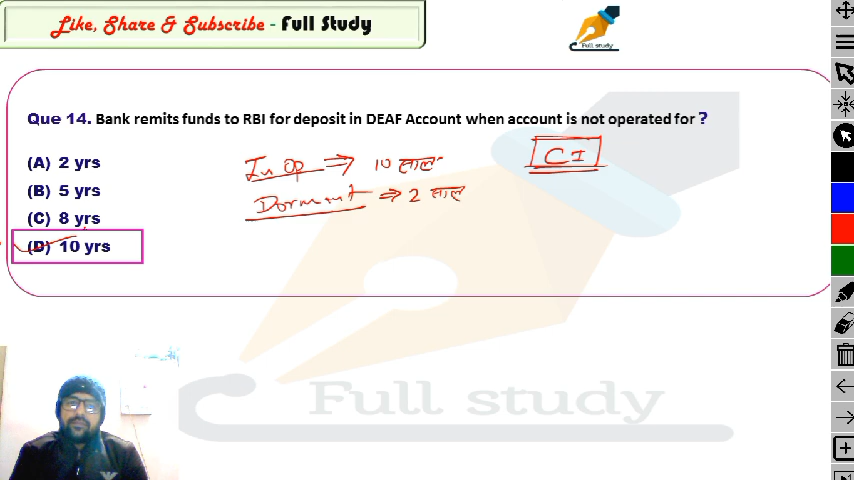 Like, Share & Subscribe - Full Study
Full study
Que 14. Bank remits funds to RBI for deposit in DEAF Account when account is not operated for ?
(A) 2 yrs
(B) 5 yrs
(C) 8 yrs
(D) 10 yrs
In Op ⇒ 10 साल
Dormant ⇒ 2 साल
CI
Full study